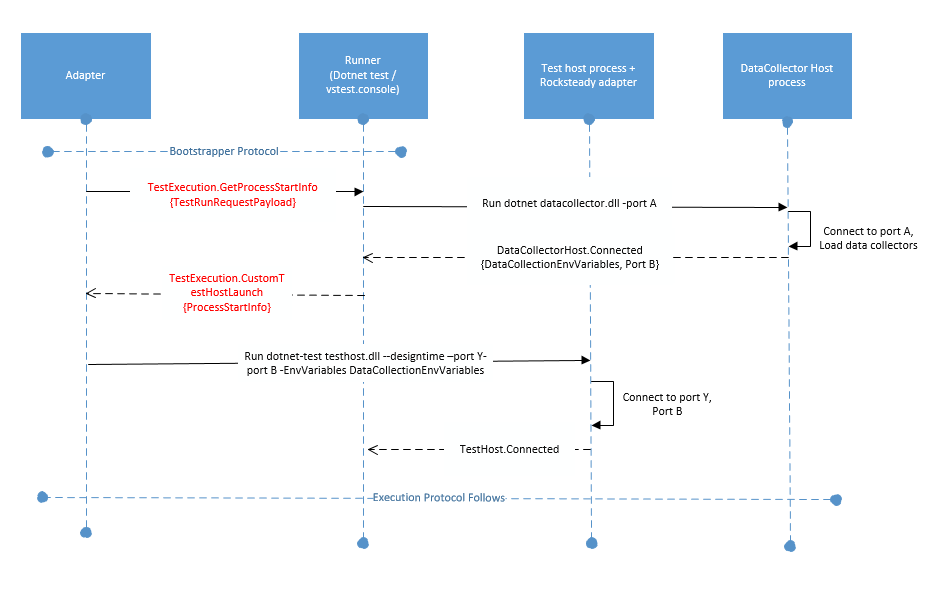 Adapter
Runner
(Dotnet test /
vstest.console)
Test host process +
Rocksteady adapter
DataCollector Host
process
Bootstrapper Protocol
TestExecution.GetProcessStartInfo
{TestRunRequestPayload}
Run dotnet datacollector.dll -port A
Connect to port A,
Load data collectors
DataCollectorHost.Connected
{DataCollectionEnvVariables, Port B}
TestExecution.CustomT
estHostLaunch
{ProcessStartInfo}
Run dotnet-test testhost.dll --designtime –port Y-
port B -EnvVariables DataCollectionEnvVariables
Connect to port Y,
Port B
TestHost.Connected
Execution Protocol Follows